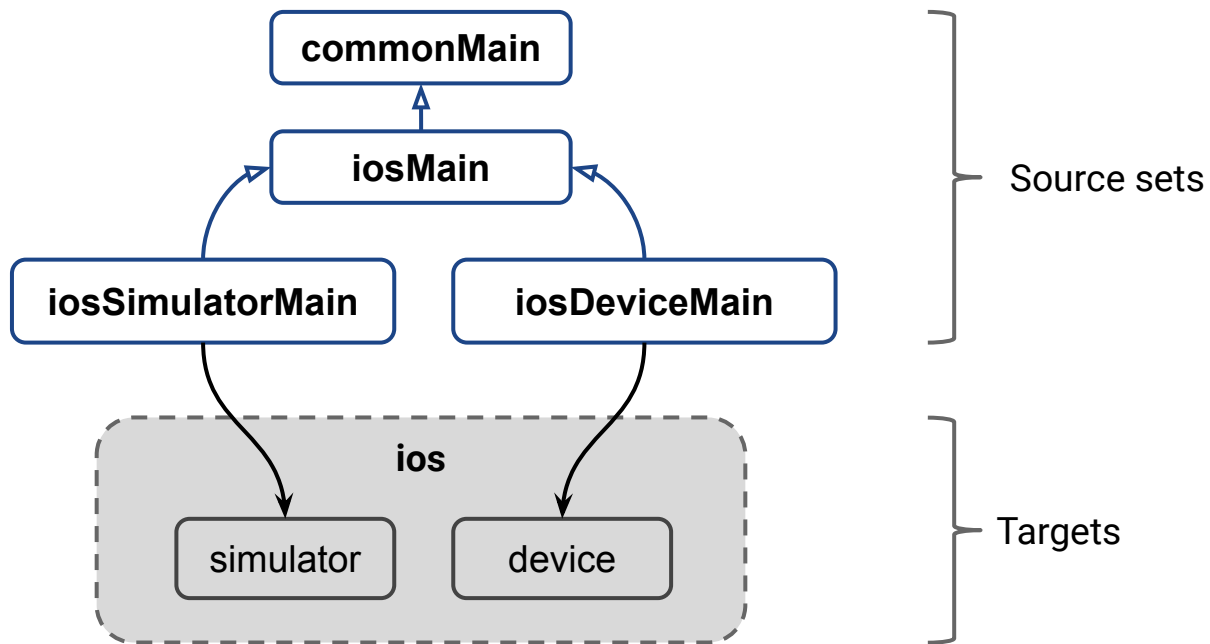 commonMain
iosMain
Source sets
iosSimulatorMain
iosDeviceMain
ios
Targets
simulator
device